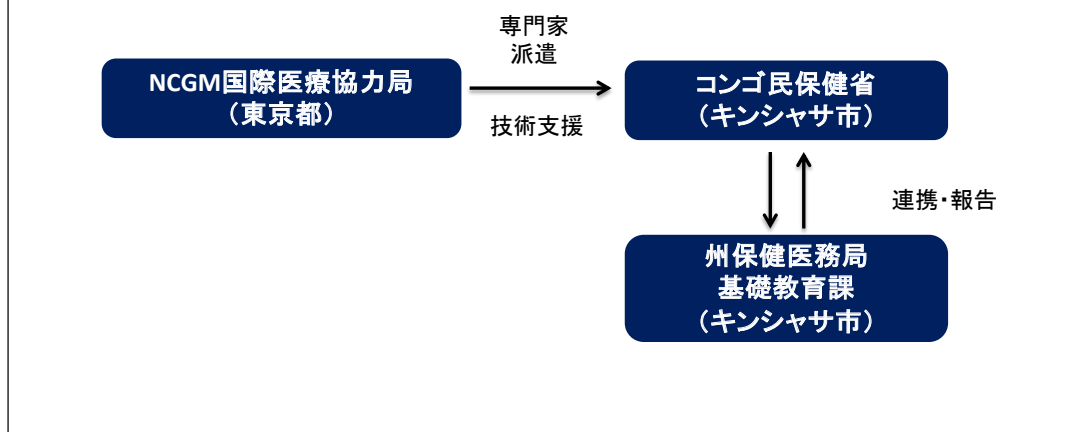 専門家
派遣
NCGM国際医療協力局
（東京都）
技術支援
コンゴ民保健省
（キンシャサ市）
連携・報告
州保健医務局
基礎教育課
（キンシャサ市）